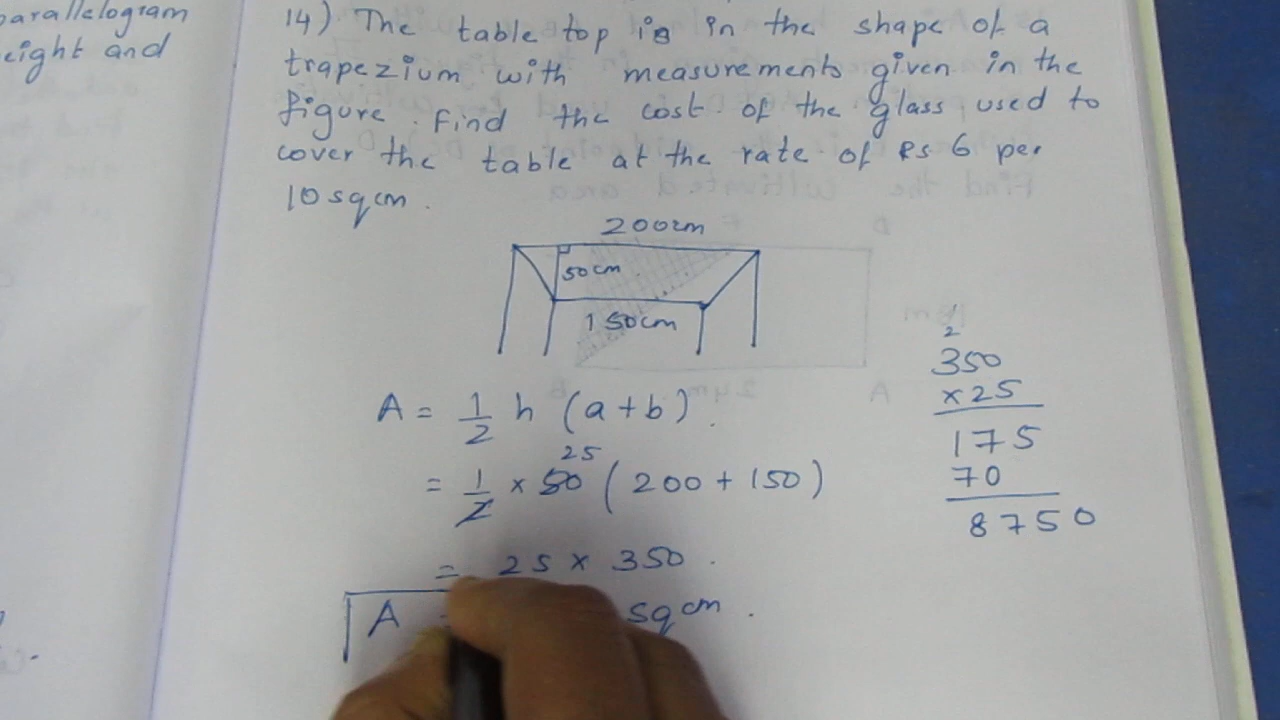 parallelogram
eight and
14) The table top is in the shape of a
trapezium with measurements given in the
figure. Find the cost of the glass used to
cover the table at the rate of Rs 6 per
10 sq cm.
200cm
50cm
150cm
A = 1/2 h (a+b).
25
= 1/2 × 50 (200 + 150)
= 25 × 350.
A = sq cm.
1
2
350
×25
175
70
8750